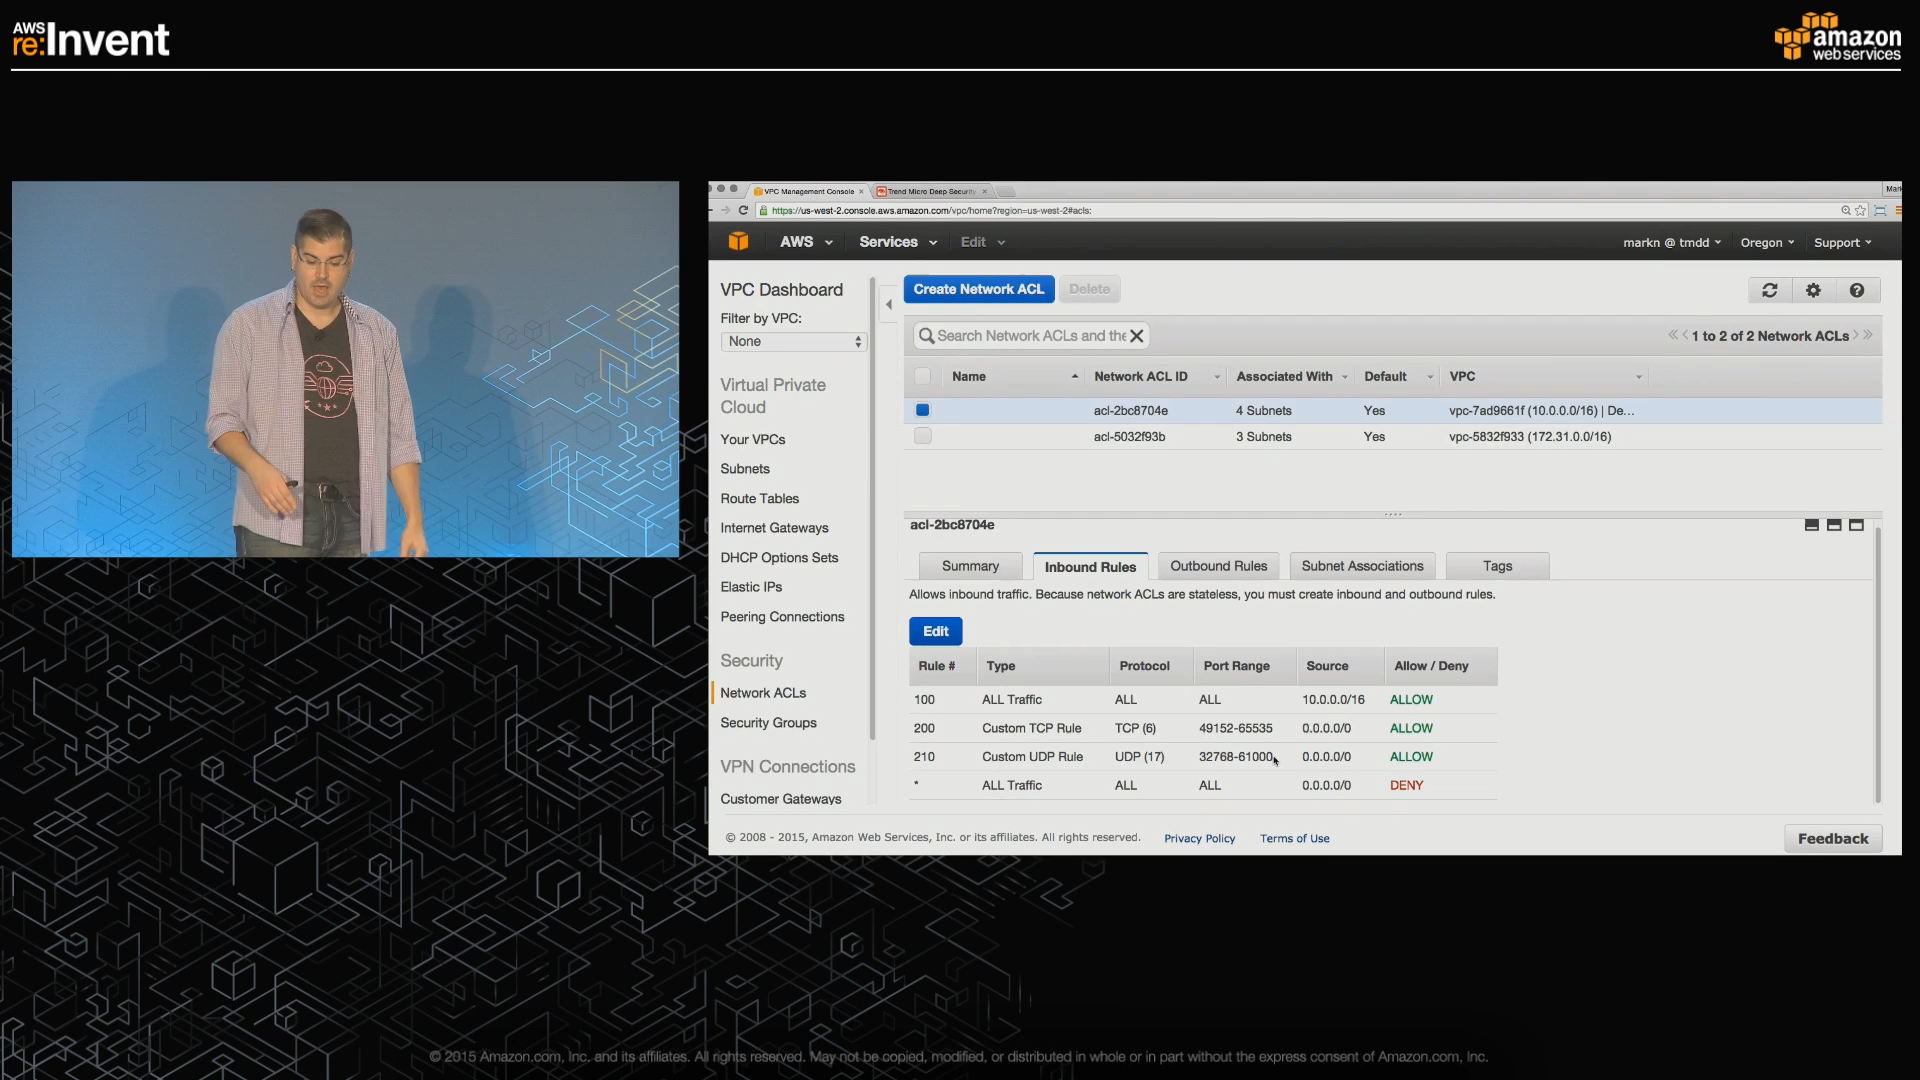 AWS
re:Invent
amazon
web services
VPC Management Console
Trend Micro Deep Security
https://us-west-2.console.aws.amazon.com/vpc/home?region=us-west-2#acls:
AWS
Services
Edit
markn @ tmdd
Oregon
Support
VPC Dashboard
Filter by VPC:
None
Virtual Private
Cloud
Your VPCs
Subnets
Route Tables
Internet Gateways
DHCP Options Sets
Elastic IPs
Peering Connections
Security
Network ACLs
Security Groups
VPN Connections
Customer Gateways
Create Network ACL Delete
Search Network ACLs and the
1 to 2 of 2 Network ACLs
Name Network ACL ID Associated With Default VPC
acl-2bc8704e 4 Subnets Yes vpc-7ad9661f (10.0.0.0/16) | De...
acl-5032f93b 3 Subnets Yes vpc-5832f933 (172.31.0.0/16)
acl-2bc8704e
Summary Inbound Rules Outbound Rules Subnet Associations Tags
Allows inbound traffic. Because network ACLs are stateless, you must create inbound and outbound rules.
Edit
Rule # Type Protocol Port Range Source Allow / Deny
100 ALL Traffic ALL ALL 10.0.0.0/16 ALLOW
200 Custom TCP Rule TCP (6) 49152-65535 0.0.0.0/0 ALLOW
210 Custom UDP Rule UDP (17) 32768-61000 0.0.0.0/0 ALLOW
* ALL Traffic ALL ALL 0.0.0.0/0 DENY
© 2008 - 2015, Amazon Web Services, Inc. or its affiliates. All rights reserved. Privacy Policy Terms of Use
Feedback
© 2015 Amazon.com, Inc. and its affiliates. All rights reserved. May not be copied, modified, or distributed in whole or in part without the express consent of Amazon.com, Inc.